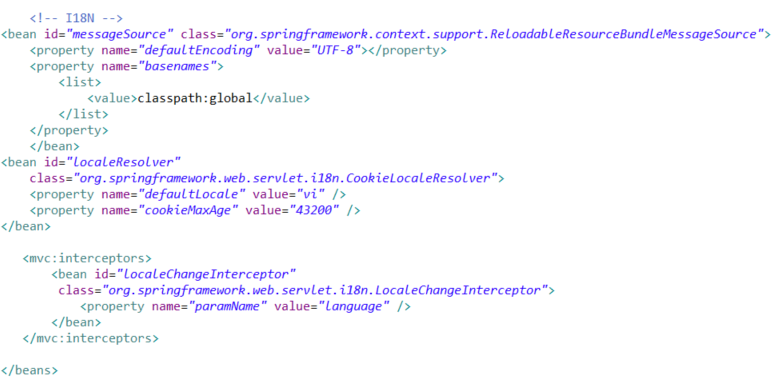 <!-- I18N -->
<bean id="messageSource" class="org.springframework.context.support.ReloadableResourceBundleMessageSource">
<property name="defaultEncoding" value="UTF-8"></property>
<property name="basenames">
<list>
<value>classpath:global</value>
</list>
</property>
</bean>
<bean id="localeResolver"
class="org.springframework.web.servlet.i18n.CookieLocaleResolver">
<property name="defaultLocale" value="vi" />
<property name="cookieMaxAge" value="43200" />
</bean>
<mvc:interceptors>
<bean id="localeChangeInterceptor"
class="org.springframework.web.servlet.i18n.LocaleChangeInterceptor">
<property name="paramName" value="language" />
</bean>
</mvc:interceptors>
</beans>